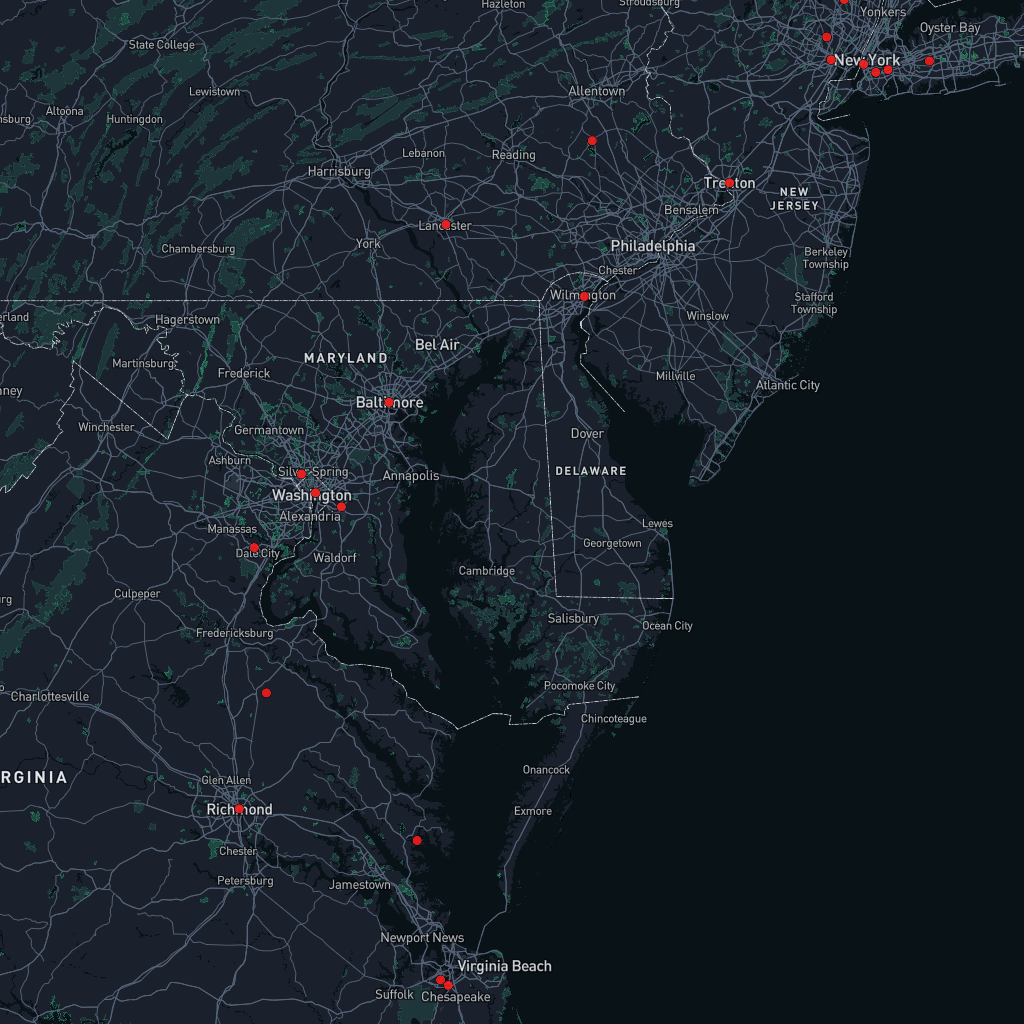 Hazleton
Stroudsburg
Yonkers
Oyster Bay
State College
New York
Lewistown
Allentown
Altoona
Huntingdon
Lebanon
Reading
Harrisburg
Trenton
NEW
JERSEY
Lancaster
Bensalem
York
Chambersburg
Philadelphia
Berkeley
Township
Chester
Wilmington
Stafford
Township
Hagerstown
Winslow
Bel Air
MARYLAND
Martinsburg
Frederick
Millville
Atlantic City
Baltimore
Winchester
Germantown
Dover
Ashburn
Silver Spring
Annapolis
DELAWARE
Washington
Alexandria
Manassas
Lewes
Dale City
Waldorf
Georgetown
Cambridge
Culpeper
Salisbury
Ocean City
Fredericksburg
Pocomoke City
Charlottesville
Chincoteague
RGINIA
Onancock
Glen Allen
Richmond
Exmore
Chester
Petersburg
Jamestown
Newport News
Virginia Beach
Suffolk
Chesapeake